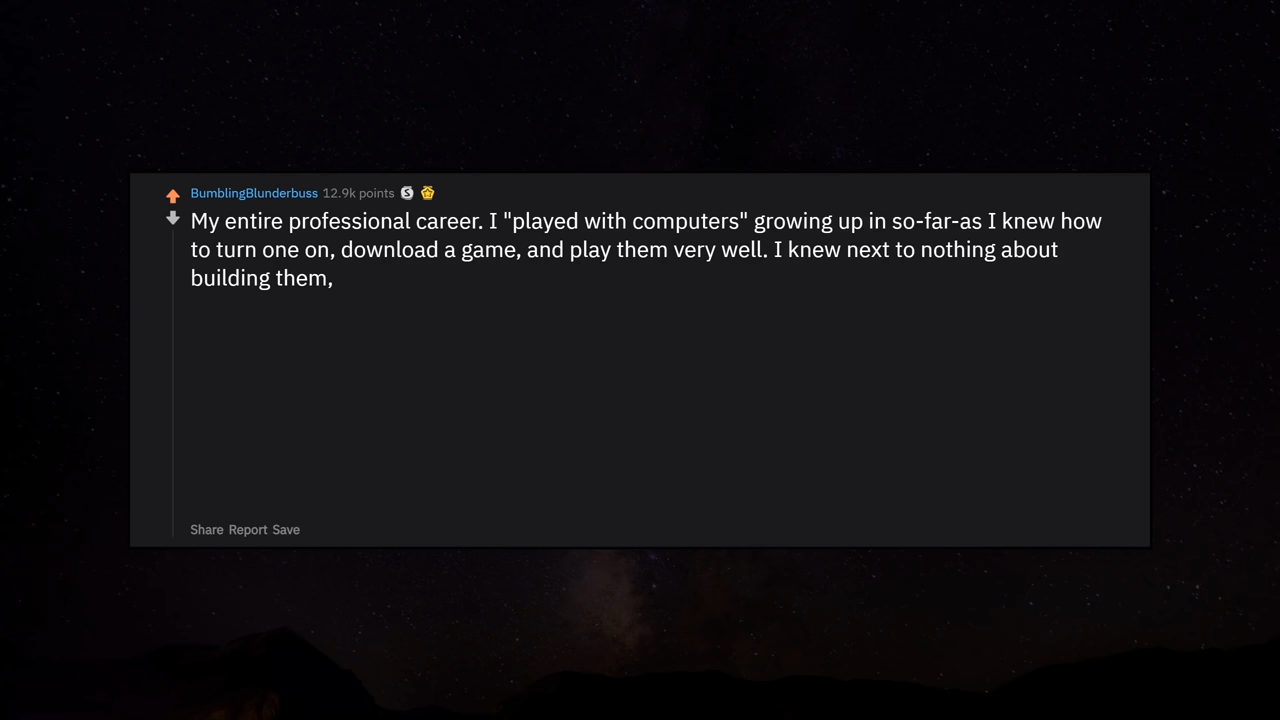 BumblingBlunderbuss 12.9k points
My entire professional career. I "played with computers" growing up in so-far-as I knew how
to turn one on, download a game, and play them very well. I knew next to nothing about
building them,
Share Report Save